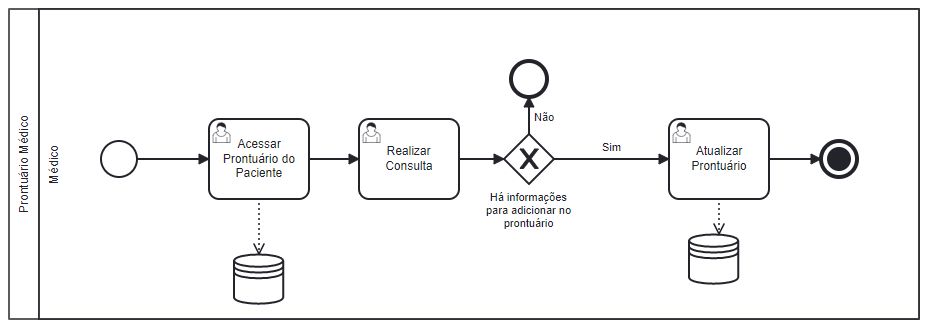 Prontuário Médico
Médico
Acessar
Prontuário do
Paciente
Realizar
Consulta
Não
Há informações
para adicionar no
prontuário
Sim
Atualizar
Prontuário